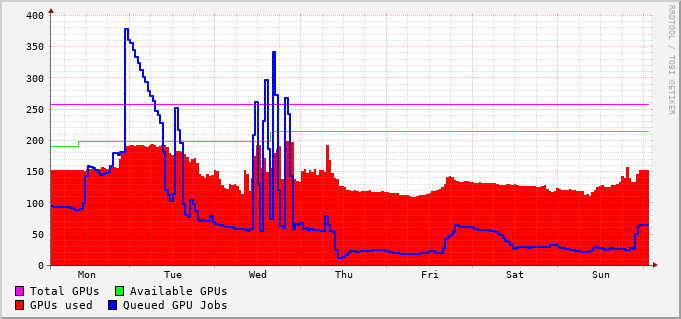 400
350
300
250
200
150
100
50
0
Mon Tue Wed Thu Fri Sat Sun
Total GPUs Available GPUs
GPUs used Queued GPU Jobs
RRDTOOL / TOBI OETIKER